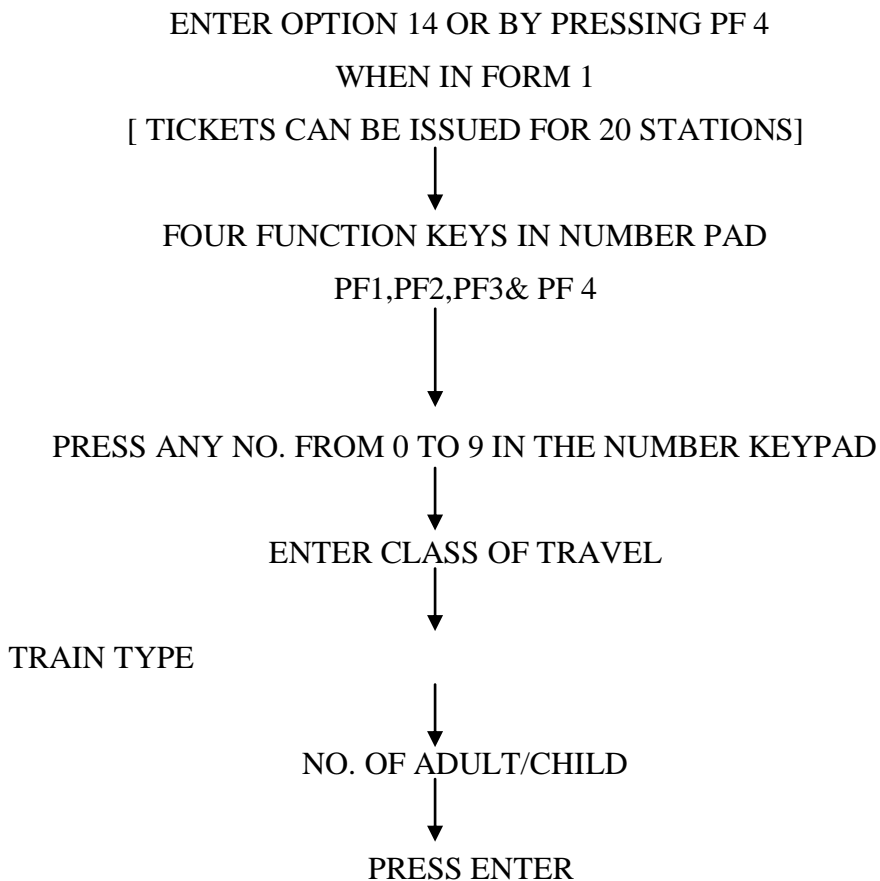 ENTER OPTION 14 OR BY PRESSING PF 4
WHEN IN FORM 1
[ TICKETS CAN BE ISSUED FOR 20 STATIONS]
FOUR FUNCTION KEYS IN NUMBER PAD
PF1,PF2,PF3& PF 4
PRESS ANY NO. FROM 0 TO 9 IN THE NUMBER KEYPAD
ENTER CLASS OF TRAVEL
TRAIN TYPE
NO. OF ADULT/CHILD
PRESS ENTER